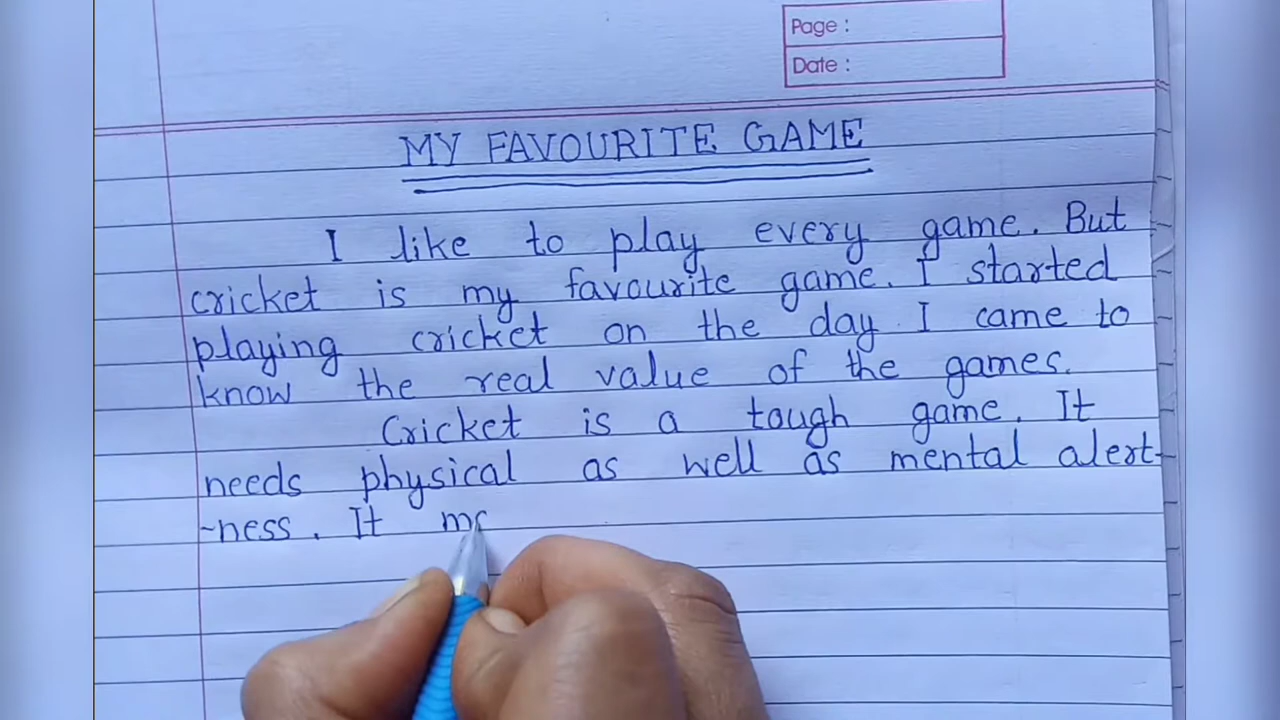 Page :
Date :
MY FAVOURITE GAME
I like to play every game. But
cricket is my favourite game. I started
playing cricket on the day I came to
know the real value of the games.
Cricket is a tough game. It
needs physical as well as mental alert-
-ness. It